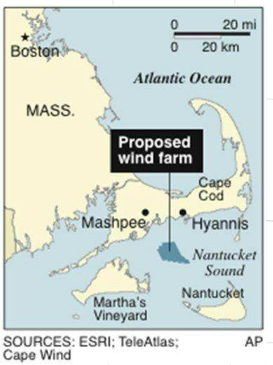 0 20 mi
0 20 km
Boston
Atlantic Ocean
MASS.
Proposed
wind farm
Cape
Cod
Mashpee
Hyannis
Nantucket
Sound
Nantucket
Martha's
Vineyard
SOURCES: ESRI; TeleAtlas; AP
Cape Wind